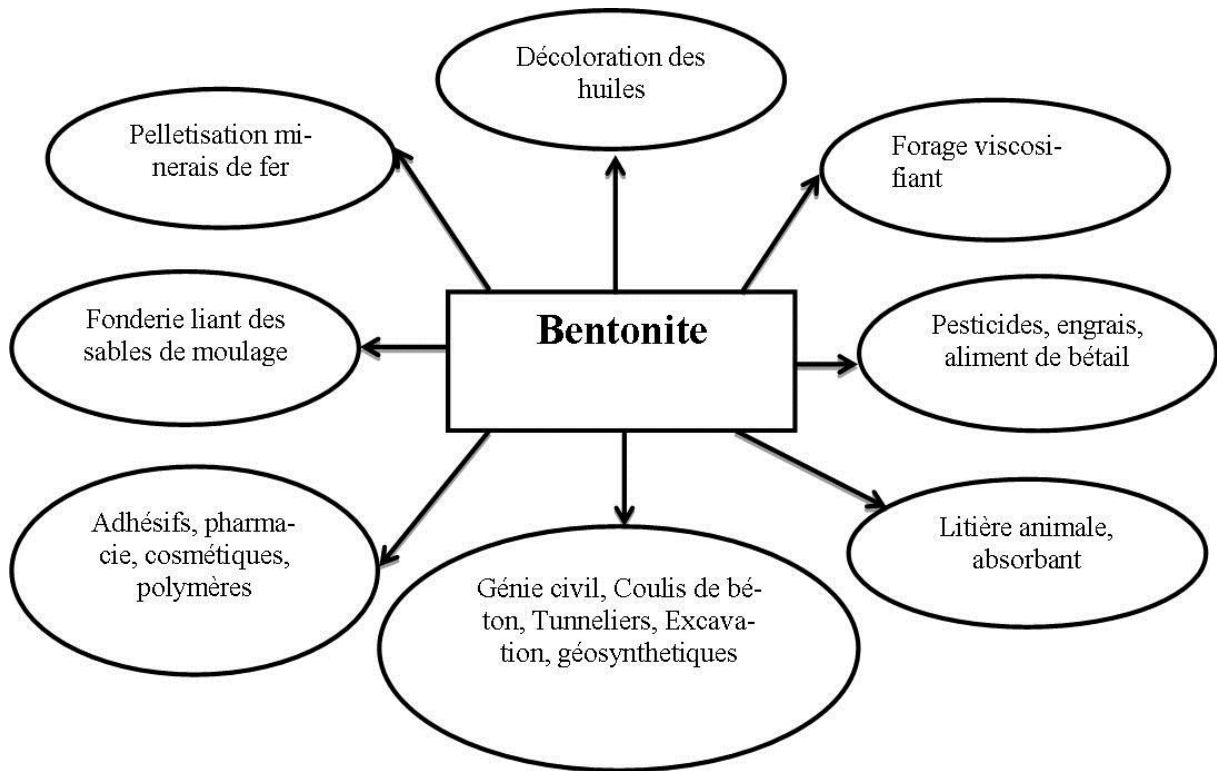 Décoloration des
huiles
Pelletisation mi-
nerais de fer
Forage viscosi-
fiant
Bentonite
Fonderie liant des
sables de moulage
Pesticides, engrais,
aliment de bétail
Adhésifs, pharma-
cie, cosmétiques,
polymères
Litière animale,
absorbant
Génie civil, Coulis de bé-
ton, Tunneliers, Excava-
tion, géosynthetiques